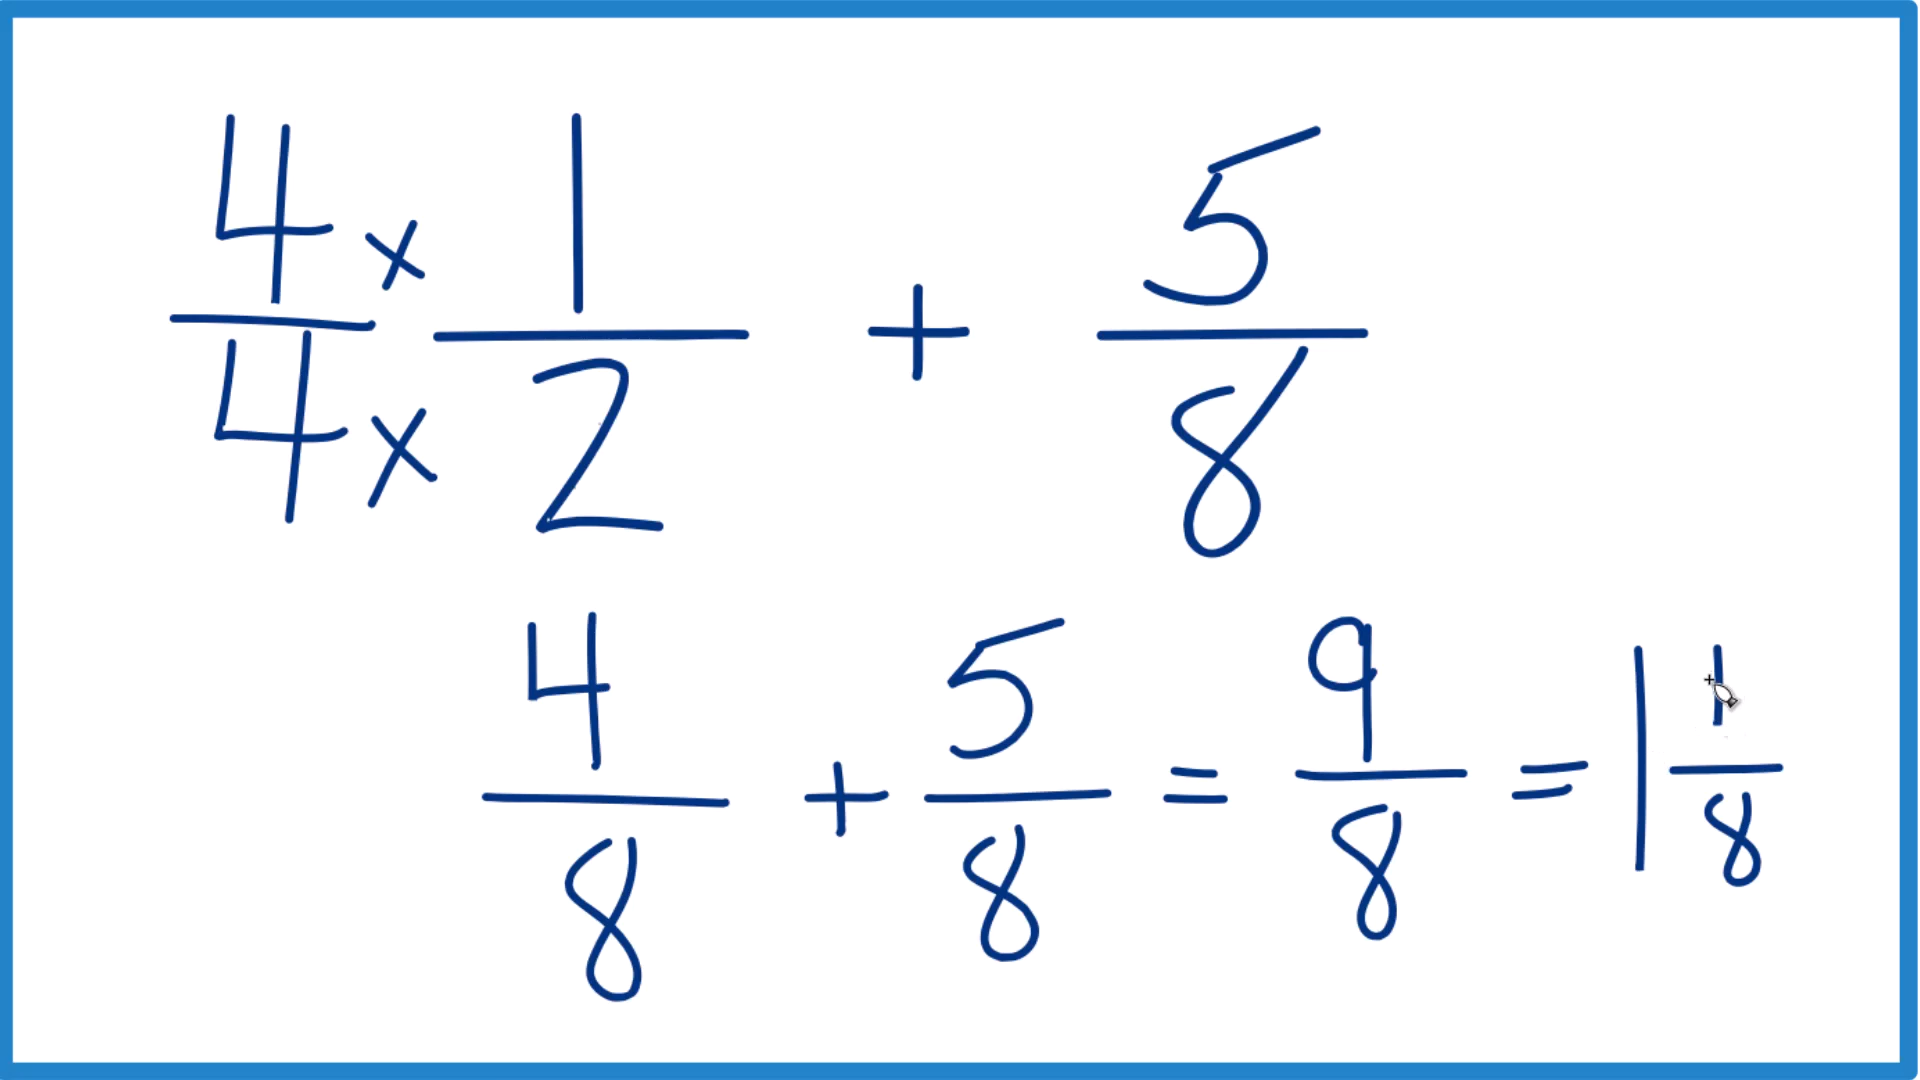 4/4 × 1/2 + 5/8
4/8 + 5/8 = 9/8 = 1 1/8